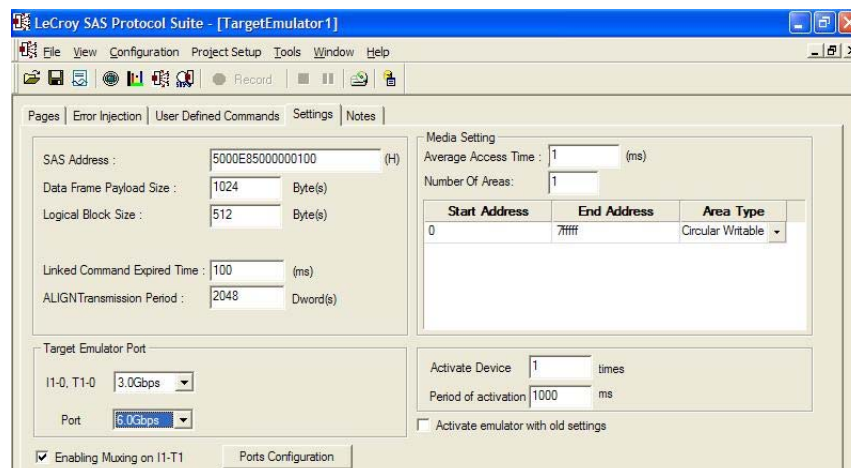 LeCroy SAS Protocol Suite - [TargetEmulator1]
File View Configuration Project Setup Tools Window Help
Record
Pages Error Injection User Defined Commands Settings Notes
SAS Address : 5000E85000000100 (H)
Data Frame Payload Size : 1024 Byte(s)
Logical Block Size : 512 Byte(s)
Linked Command Expired Time : 100 (ms)
ALIGNTransmission Period : 2048 Dword(s)
Media Setting
Average Access Time : 1 (ms)
Number Of Areas: 1
Start Address End Address Area Type
0 7fffff Circular Writable
Target Emulator Port
I1-0, T1-0 3.0Gbps
Port 6.0Gbps
Activate Device 1 times
Period of activation 1000 ms
Activate emulator with old settings
Enabling Muxing on I1-T1 Ports Configuration